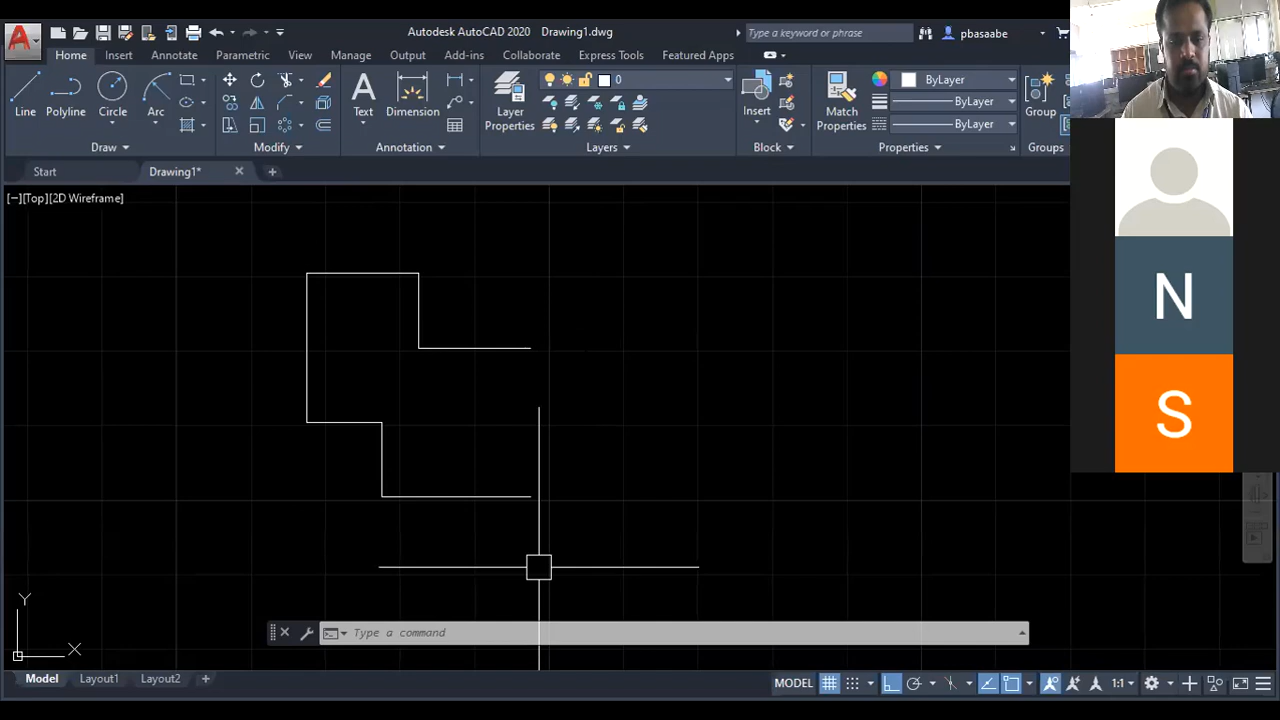 Autodesk AutoCAD 2020 Drawing1.dwg
Type a keyword or phrase
pbasaabe
Home Insert Annotate Parametric View Manage Output Add-ins Collaborate Express Tools Featured Apps
Line Polyline Circle Arc
Text Dimension
Layer Properties
0
Insert
Match Properties
ByLayer
ByLayer
ByLayer
Group
Draw Modify Annotation Layers Block Properties Groups
Start Drawing1*
[−][Top][2D Wireframe]
N
S
Y
X
Type a command
Model Layout1 Layout2
MODEL 1:1